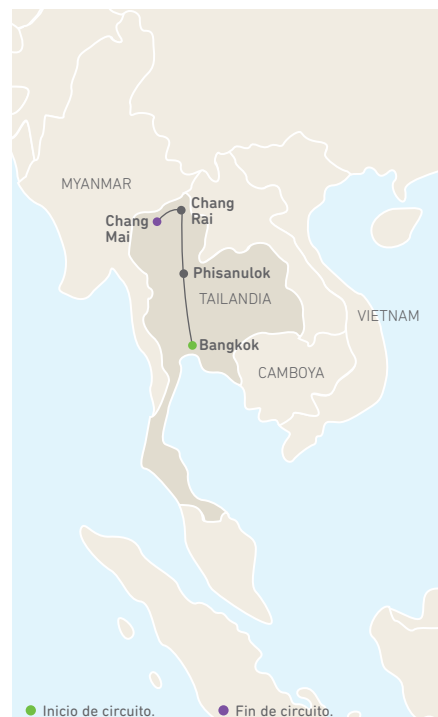 MYANMAR
Chang
Rai
Chang
Mai
Phisanulok
TAILANDIA
VIETNAM
Bangkok
CAMBOYA
Inicio de circuito.
Fin de circuito.